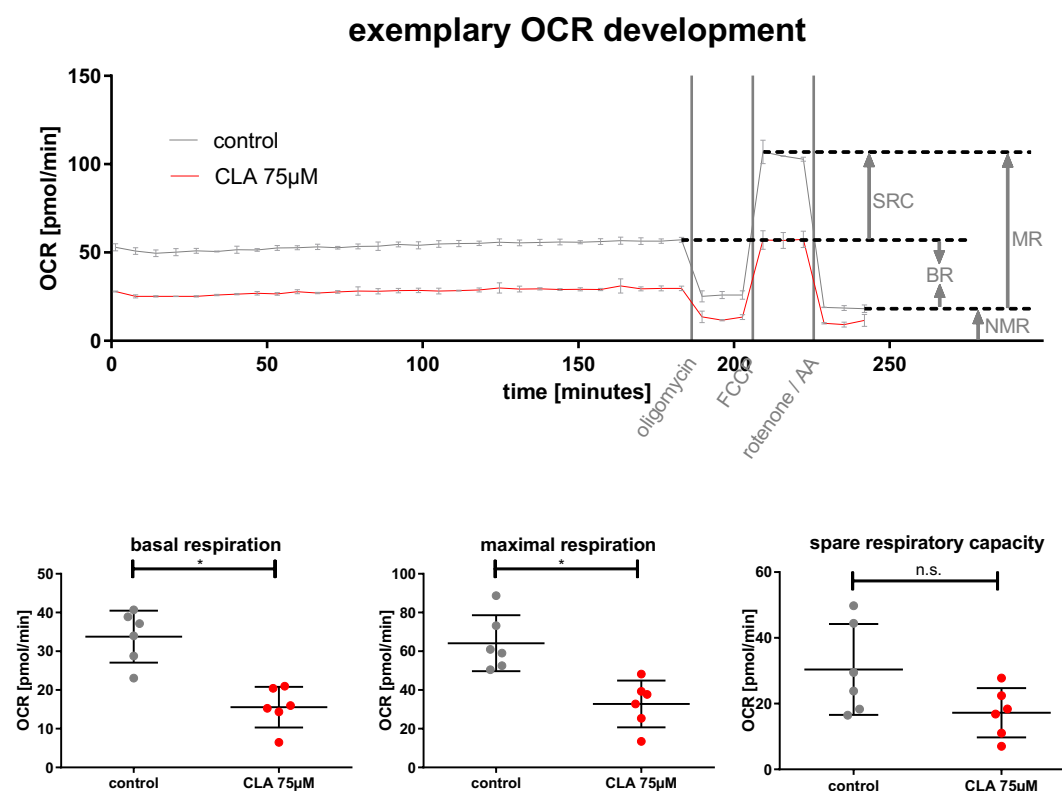 exemplary OCR development
OCR [pmol/min]
150
100
50
0
control
CLA 75µM
SRC
MR
BR
NMR
0
50
100
150
200
250
time [minutes]
oligomycin
FCCP
rotenone / AA
basal respiration
*
OCR [pmol/min]
50
40
30
20
10
0
control
CLA 75µM
maximal respiration
*
OCR [pmol/min]
100
80
60
40
20
0
control
CLA 75µM
spare respiratory capacity
n.s.
OCR [pmol/min]
60
40
20
0
control
CLA 75µM